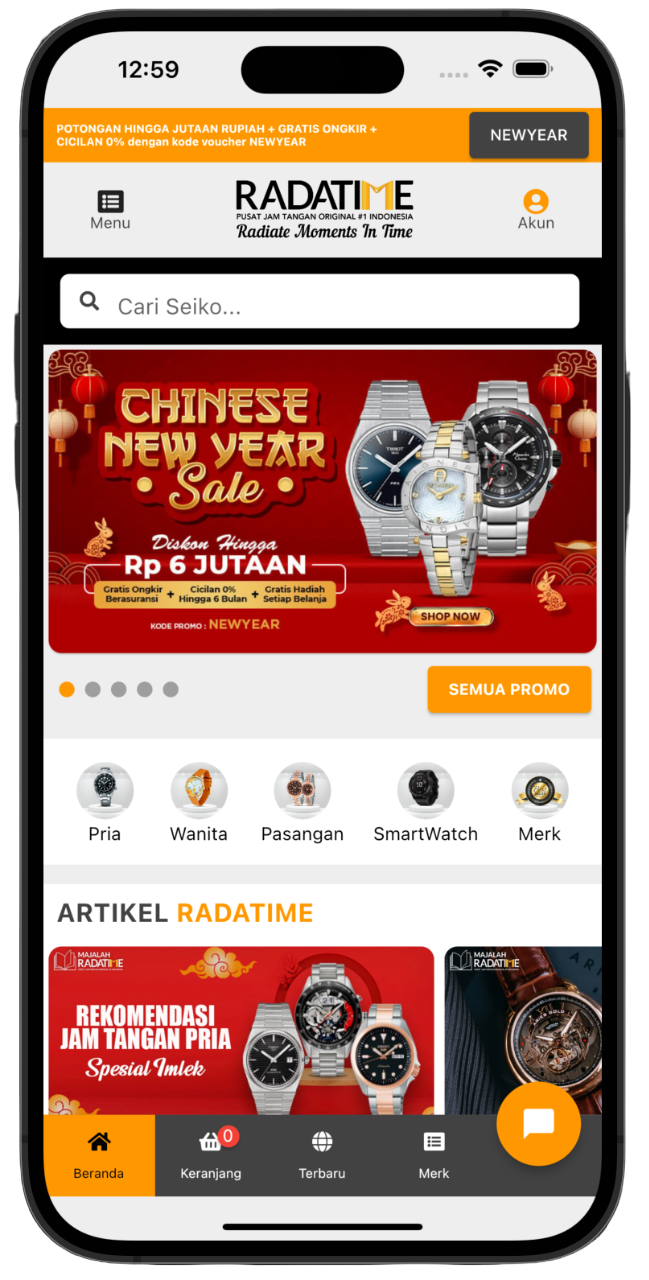 12:59
POTONGAN HINGGA JUTAAN RUPIAH + GRATIS ONGKIR +
CICILAN 0% dengan kode voucher NEWYEAR
NEWYEAR
Menu
RADATIME
PUSAT JAM TANGAN ORIGINAL #1 INDONESIA
Radiate Moments In Time
Akun
Cari Seiko...
CHINESE
NEW YEAR
Sale
Diskon Hingga
Rp 6 JUTAAN
Gratis Ongkir
Berasuransi
+
Cicilan 0%
Hingga 6 Bulan
+
Gratis Hadiah
Setiap Belanja
KODE PROMO : NEWYEAR
TISSOT
SHOP NOW
SEMUA PROMO
Pria
Wanita
Pasangan
SmartWatch
Merk
ARTIKEL RADATIME
MAJALAH
RADATIME
REKOMENDASI
JAM TANGAN PRIA
Spesial Imlek
MAJALAH
RADATIME
Beranda
0
Keranjang
Terbaru
Merk